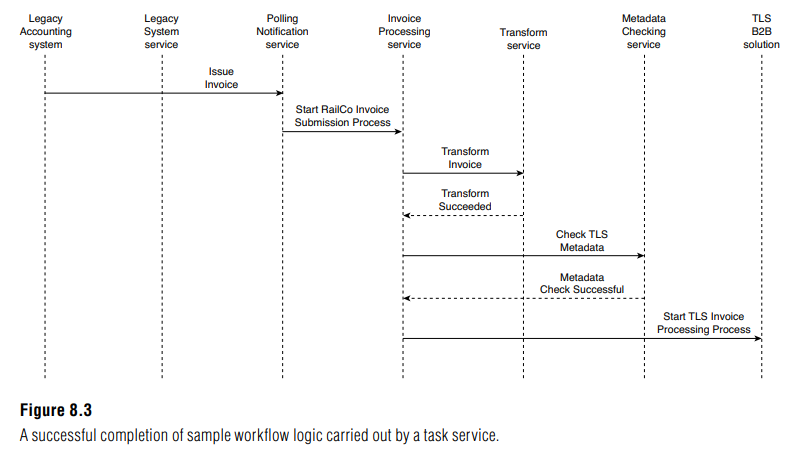 Legacy
Accounting
system
Legacy
System
service
Polling
Notification
service
Invoice
Processing
service
Transform
service
Metadata
Checking
service
TLS
B2B
solution
Issue
Invoice
Start RailCo Invoice
Submission Process
Transform
Invoice
Transform
Succeeded
Check TLS
Metadata
Metadata
Check Successful
Start TLS Invoice
Processing Process
Figure 8.3
A successful completion of sample workflow logic carried out by a task service.